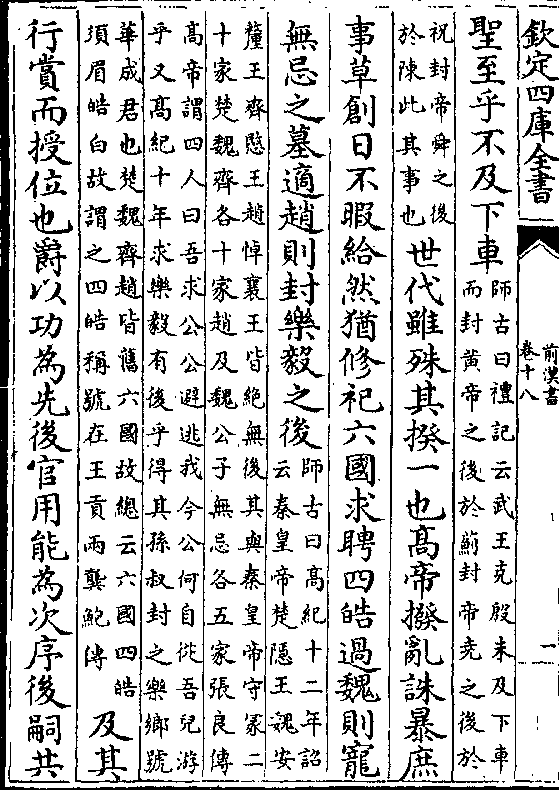 欽定四庫全書
前漢書
卷十八
一
聖至乎不及下車
師古曰禮記云武王克殷未及下車
而封黃帝之後於薊封帝堯之後於
祝封帝舜之後
於陳此其事也
世代雖殊其揆一也髙帝撥亂誅暴庶
事草創日不暇給然猶修祀六國求聘四皓過魏則寵
無忌之墓適趙則封樂毅之後
師古曰髙紀十二年詔
云秦皇帝楚隱王魏安
釐王齊愍王趙悼襄王皆絶無後其與秦皇帝守冢二
十家楚魏齊各十家趙及魏公子無忌各五家張良傳
髙帝謂四人曰吾求公公避逃我今公何自從吾兒游
乎又髙紀十年求樂毅有後乎得其孫叔封之樂鄉號
華成君也楚魏齊趙皆舊六國故總云六國四皓
須眉皓白故謂之四皓稱號在王貢兩龔鮑傳
及其
行賞而授位也爵以功為先後官用能為次序後嗣共